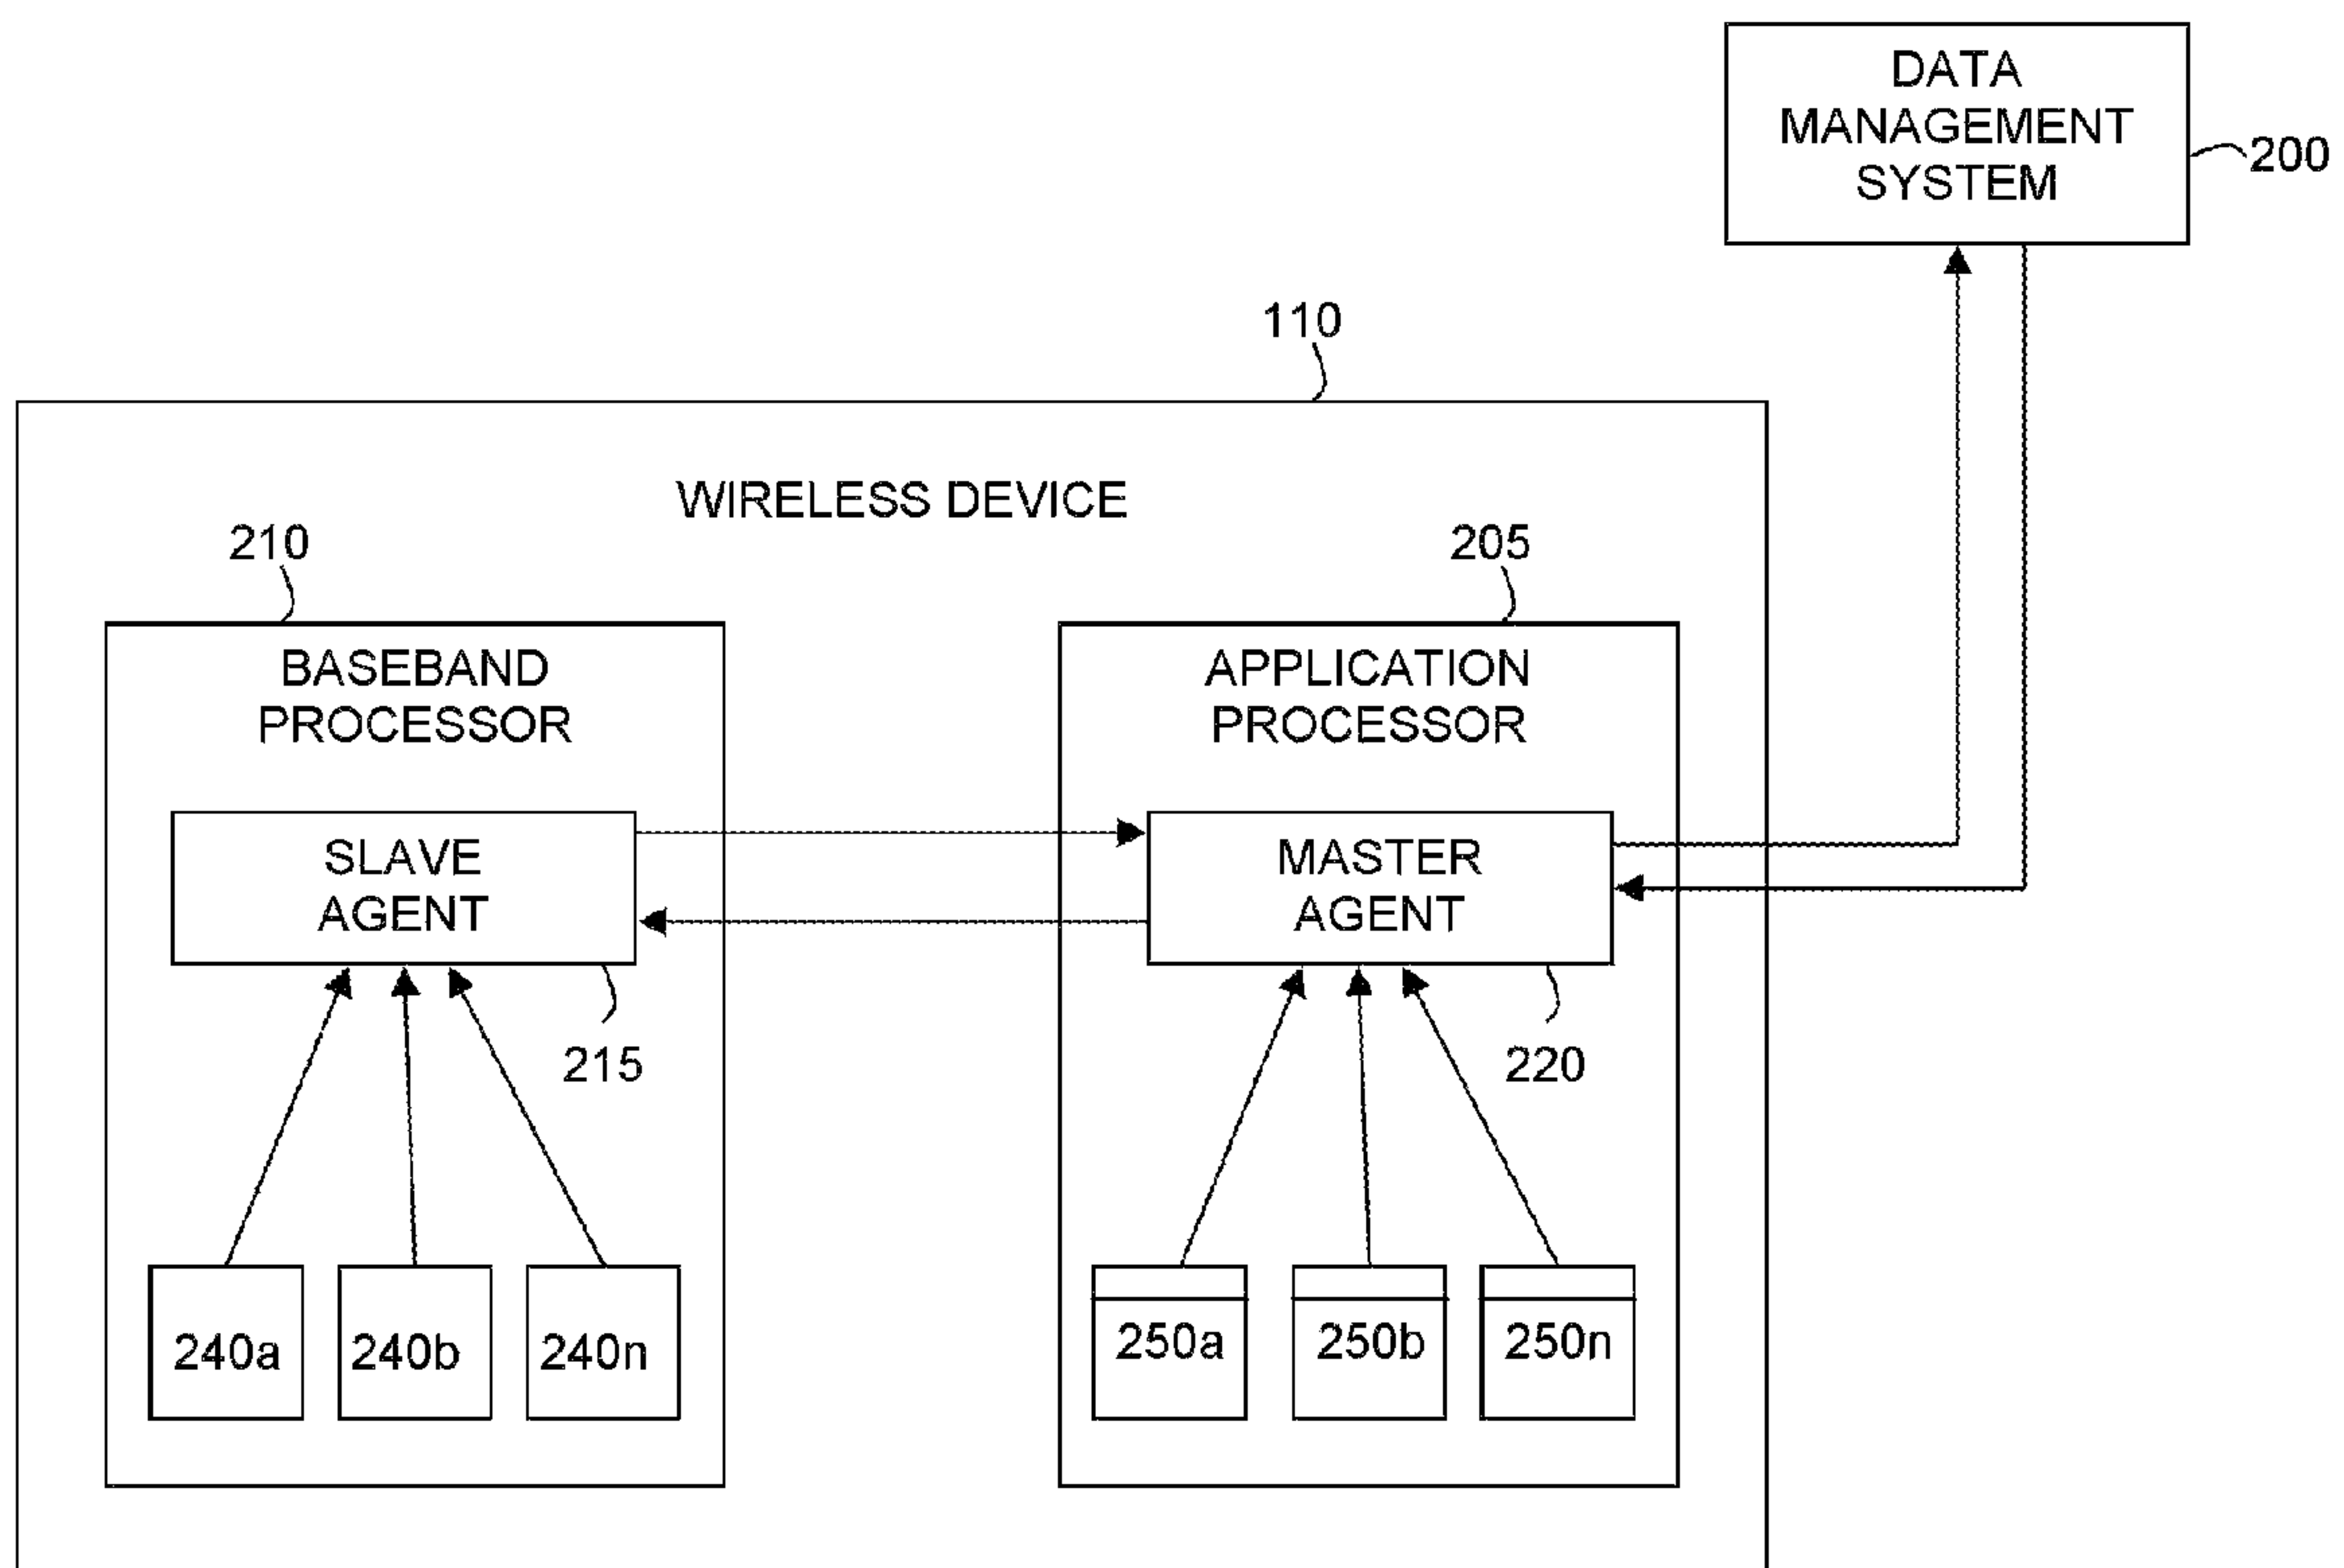 DATA
MANAGEMENT
SYSTEM
200
110
WIRELESS DEVICE
210
205
BASEBAND
PROCESSOR
APPLICATION
PROCESSOR
SLAVE
AGENT
MASTER
AGENT
215
220
240a
240b
240n
250a
250b
250n